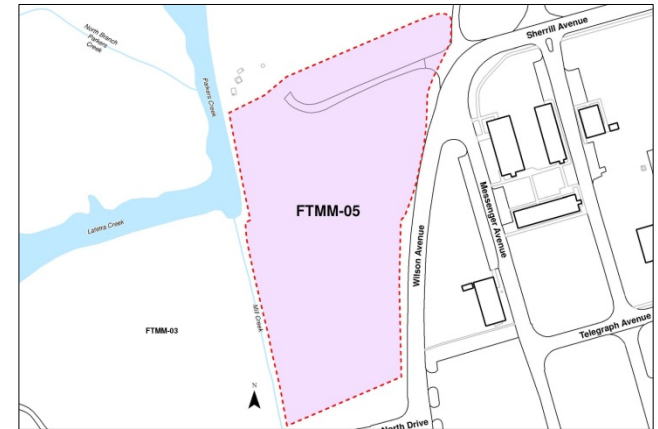 North Branch
Parkers
Creek
Parkers Creek
Sherrill Avenue
Lafetra Creek
FTMM-05
Wilson Avenue
Messenger Avenue
FTMM-03
Mill Creek
Telegraph Avenue
N
North Drive